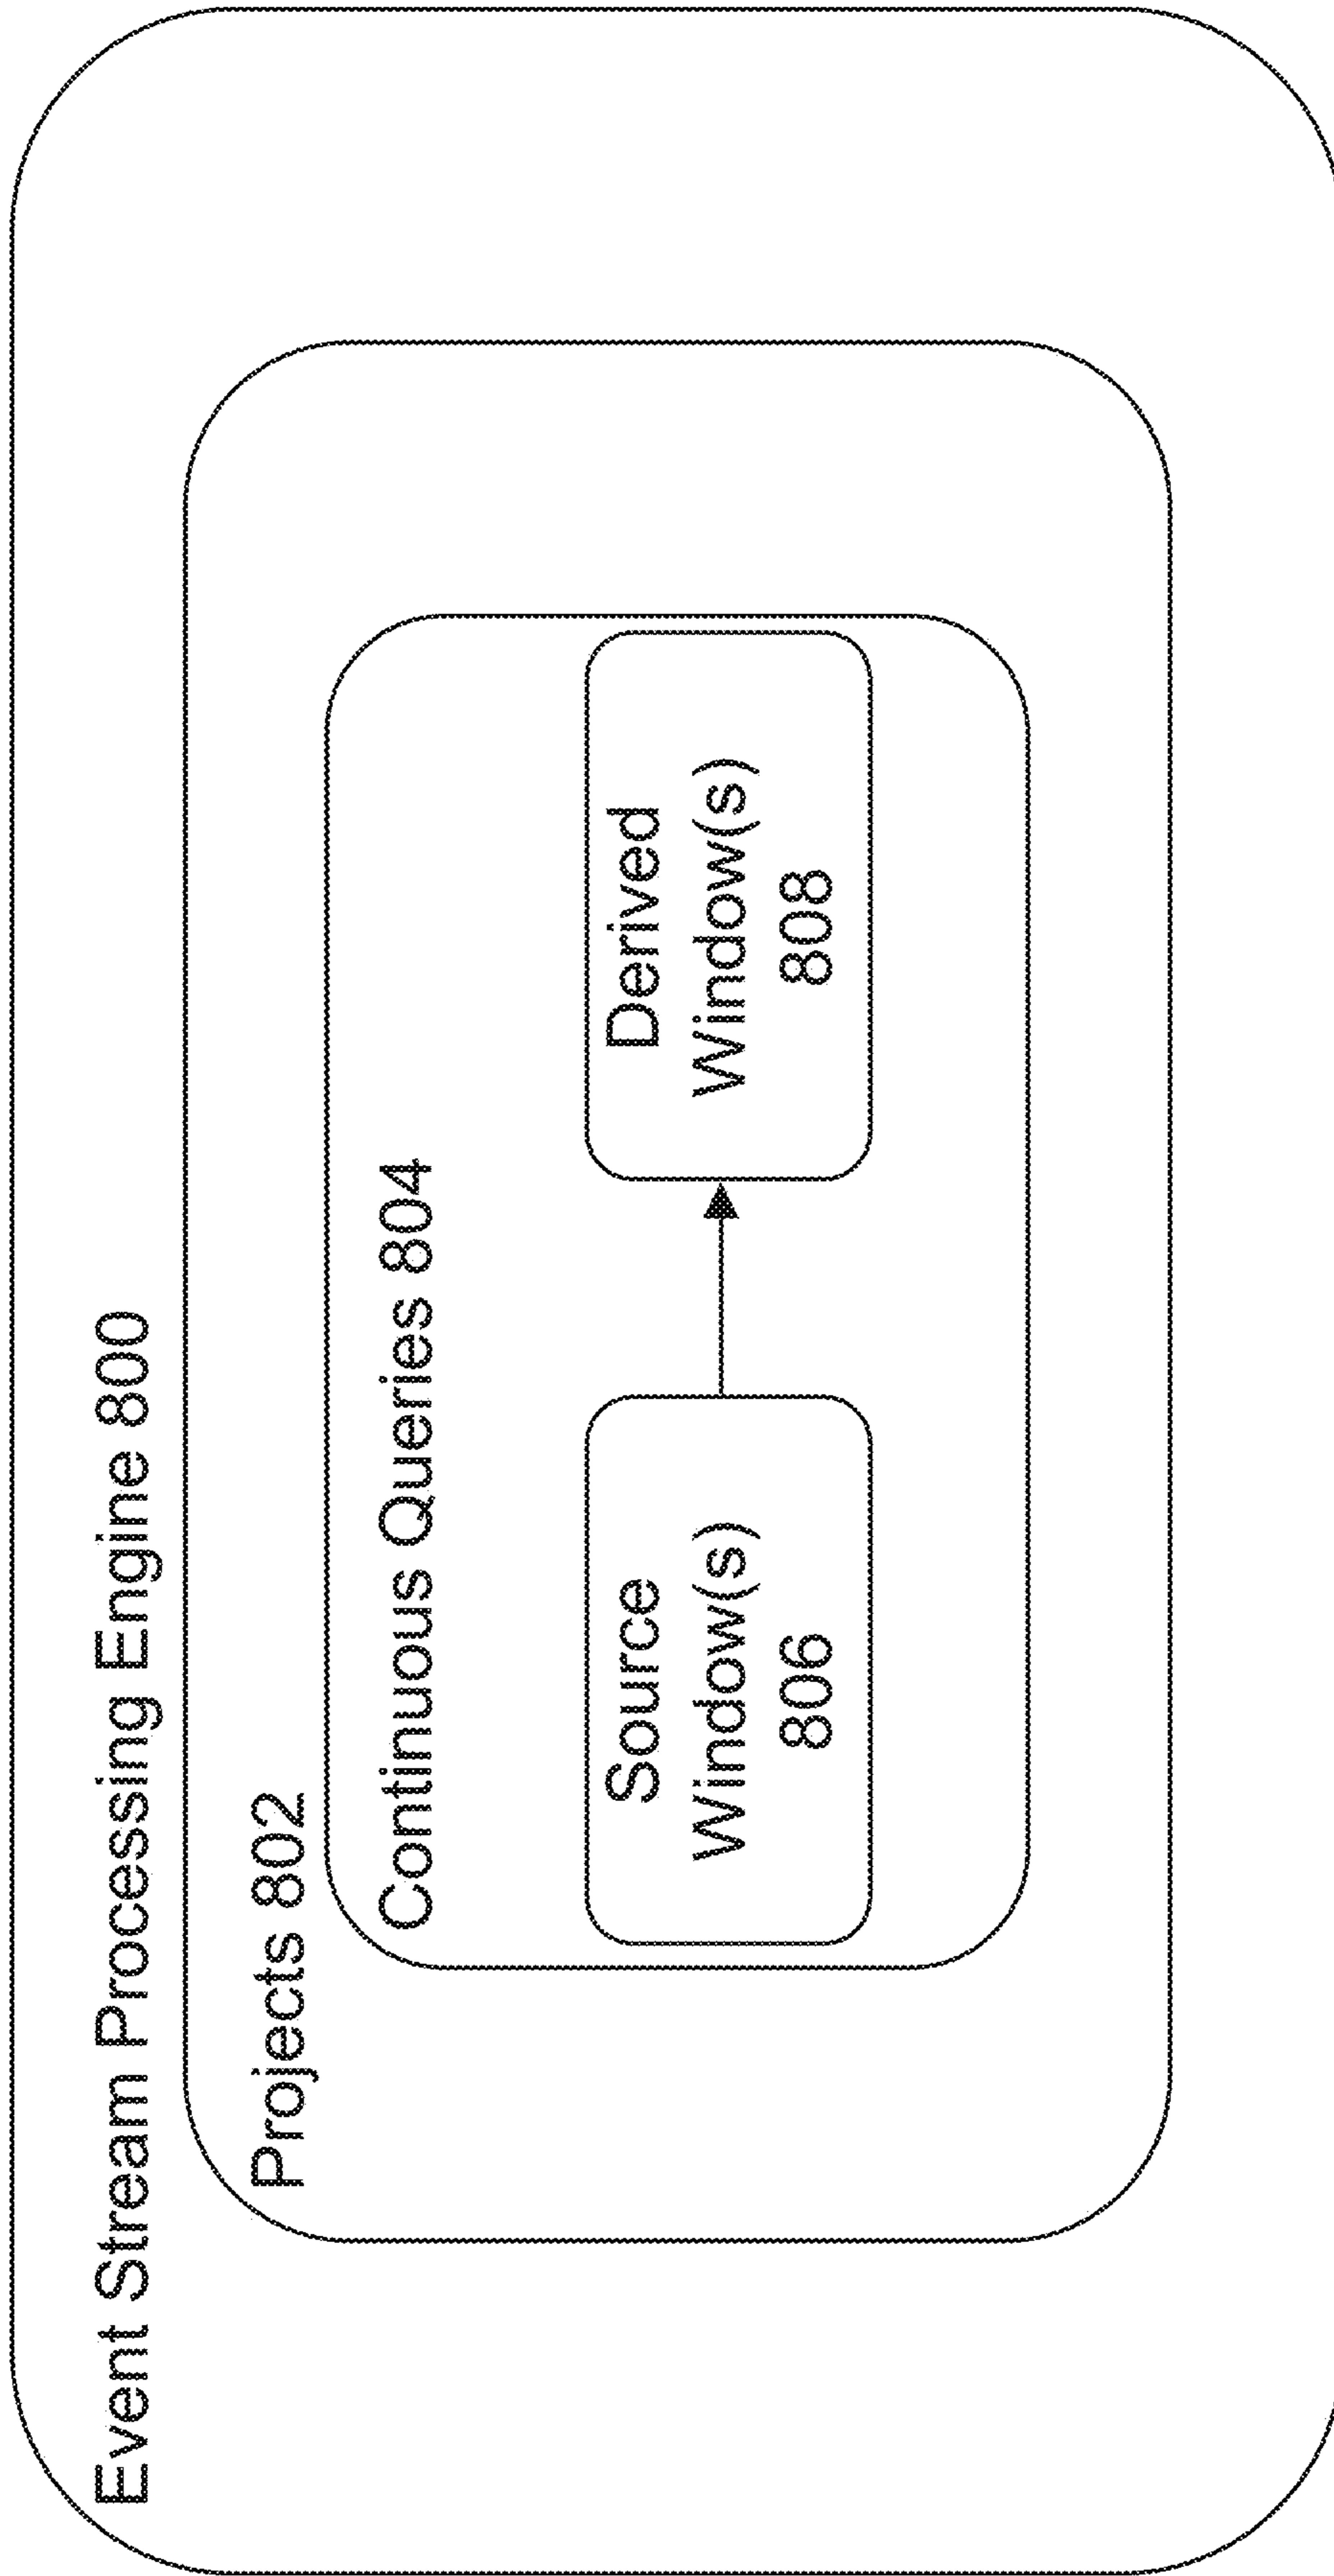 Event Stream Processing Engine 800
Projects 802
Continuous Queries 804
Source
Window(s)
806
Derived
Window(s)
808